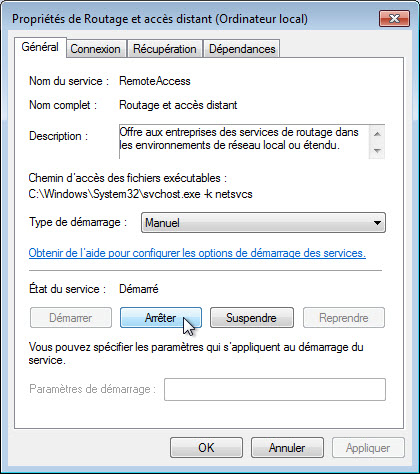 Propriétés de Routage et accès distant (Ordinateur local)
Général Connexion Récupération Dépendances
Nom du service : RemoteAccess
Nom complet : Routage et accès distant
Description : Offre aux entreprises des services de routage dans
les environnements de réseau local ou étendu.
Chemin d'accès des fichiers exécutables :
C:\Windows\System32\svchost.exe -k netsvcs
Type de démarrage : Manuel
Obtenir de l'aide pour configurer les options de démarrage des services.
État du service : Démarré
Démarrer Arrêter Suspendre Reprendre
Vous pouvez spécifier les paramètres qui s'appliquent au démarrage du
service.
Paramètres de démarrage :
OK Annuler Appliquer